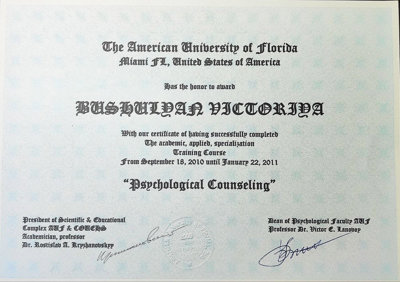 The American University of Florida
Miami FL, United States of America
Has the honor to award
BUSHULYAN VICTORIYA
With our certificate of having successfully completed
The academic, applied, specialization
Training Course
From September 18, 2010 until January 22, 2011
"Psychological Counseling"
President of Scientific & Educational
Complex AUF & COUEHS
Academician, professor
Dr. Rostislav A. Kryzhanovskyy
Dean of Psychological Faculty AUF
Professor Dr. Victor E. Lanovoy